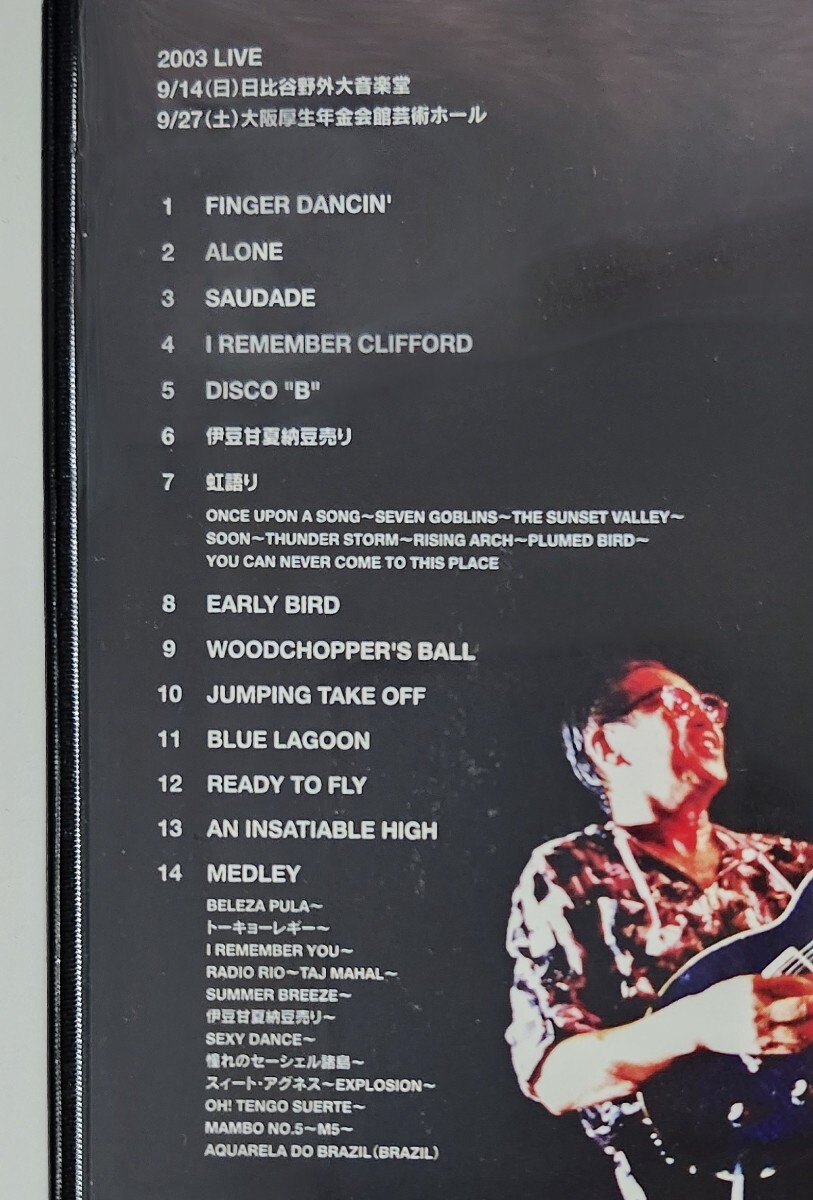 2003 LIVE
9/14(日)日比谷野外大音楽堂
9/27(土)大阪厚生年金会館芸術ホール
1 FINGER DANCIN'
2 ALONE
3 SAUDADE
4 I REMEMBER CLIFFORD
5 DISCO "B"
6 伊豆甘夏納豆売り
7 虹語り
ONCE UPON A SONG〜SEVEN GOBLINS〜THE SUNSET VALLEY〜
SOON〜THUNDER STORM〜RISING ARCH〜PLUMED BIRD〜
YOU CAN NEVER COME TO THIS PLACE
8 EARLY BIRD
9 WOODCHOPPER'S BALL
10 JUMPING TAKE OFF
11 BLUE LAGOON
12 READY TO FLY
13 AN INSATIABLE HIGH
14 MEDLEY
BELEZA PULA〜
トーキョーレギー〜
I REMEMBER YOU〜
RADIO RIO〜TAJ MAHAL〜
SUMMER BREEZE〜
伊豆甘夏納豆売り〜
SEXY DANCE〜
憧れのセーシェル諸島〜
スィート・アグネス〜EXPLOSION〜
OH! TENGO SUERTE〜
MAMBO NO.5〜M5〜
AQUARELA DO BRAZIL(BRAZIL)